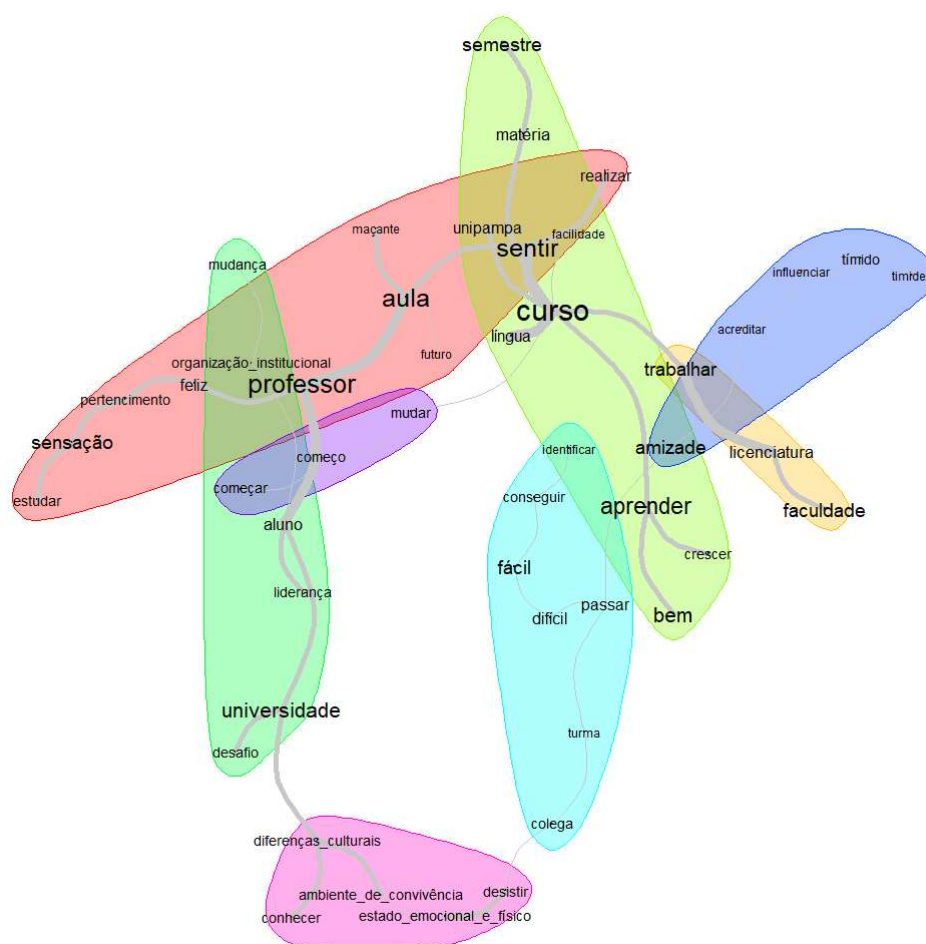 semestre
matéria
realizar
maçante
unipampa
facilidade
sentir
mudança
influenciar
tímido
timide
aula
curso
língua
acreditar
futuro
organização_institucional
professor
feliz
trabalhar
pertencimento
mudar
sensação
começo
identificar
amizade
licenciatura
começar
estudar
conseguir
aprender
faculdade
aluno
crescer
fácil
liderança
difícil
passar
bem
universidade
turma
desafio
colega
diferenças_culturais
ambiente_de_convivência
desistir
conhecer
estado_emocional_e_físico